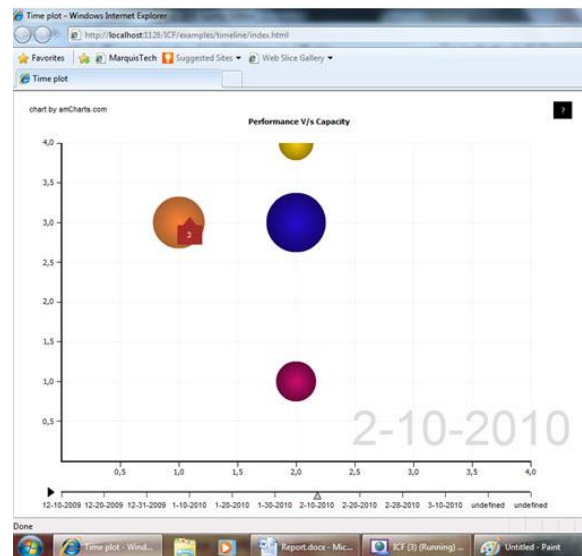 Time plot - Windows Internet Explorer
http://localhost:1128/ICF/examples/timeline/index.html
Favorites MarquisTech Suggested Sites Web Slice Gallery
Time plot
chart by amCharts.com
?
Performance V/s Capacity
4,0
3,5
3,0
3
2,5
2,0
1,5
1,0
0,5
2-10-2010
0,5 1,0 1,5 2,0 2,5 3,0 3,5 4,0
12-10-2009 12-20-2009 12-31-2009 1-10-2010 1-20-2010 1-30-2010 2-10-2010 2-20-2010 2-28-2010 3-10-2010 undefined undefined
Done
Time plot - Wind... Report.docx - Mic... ICF (3) (Running) ... Untitled - Paint